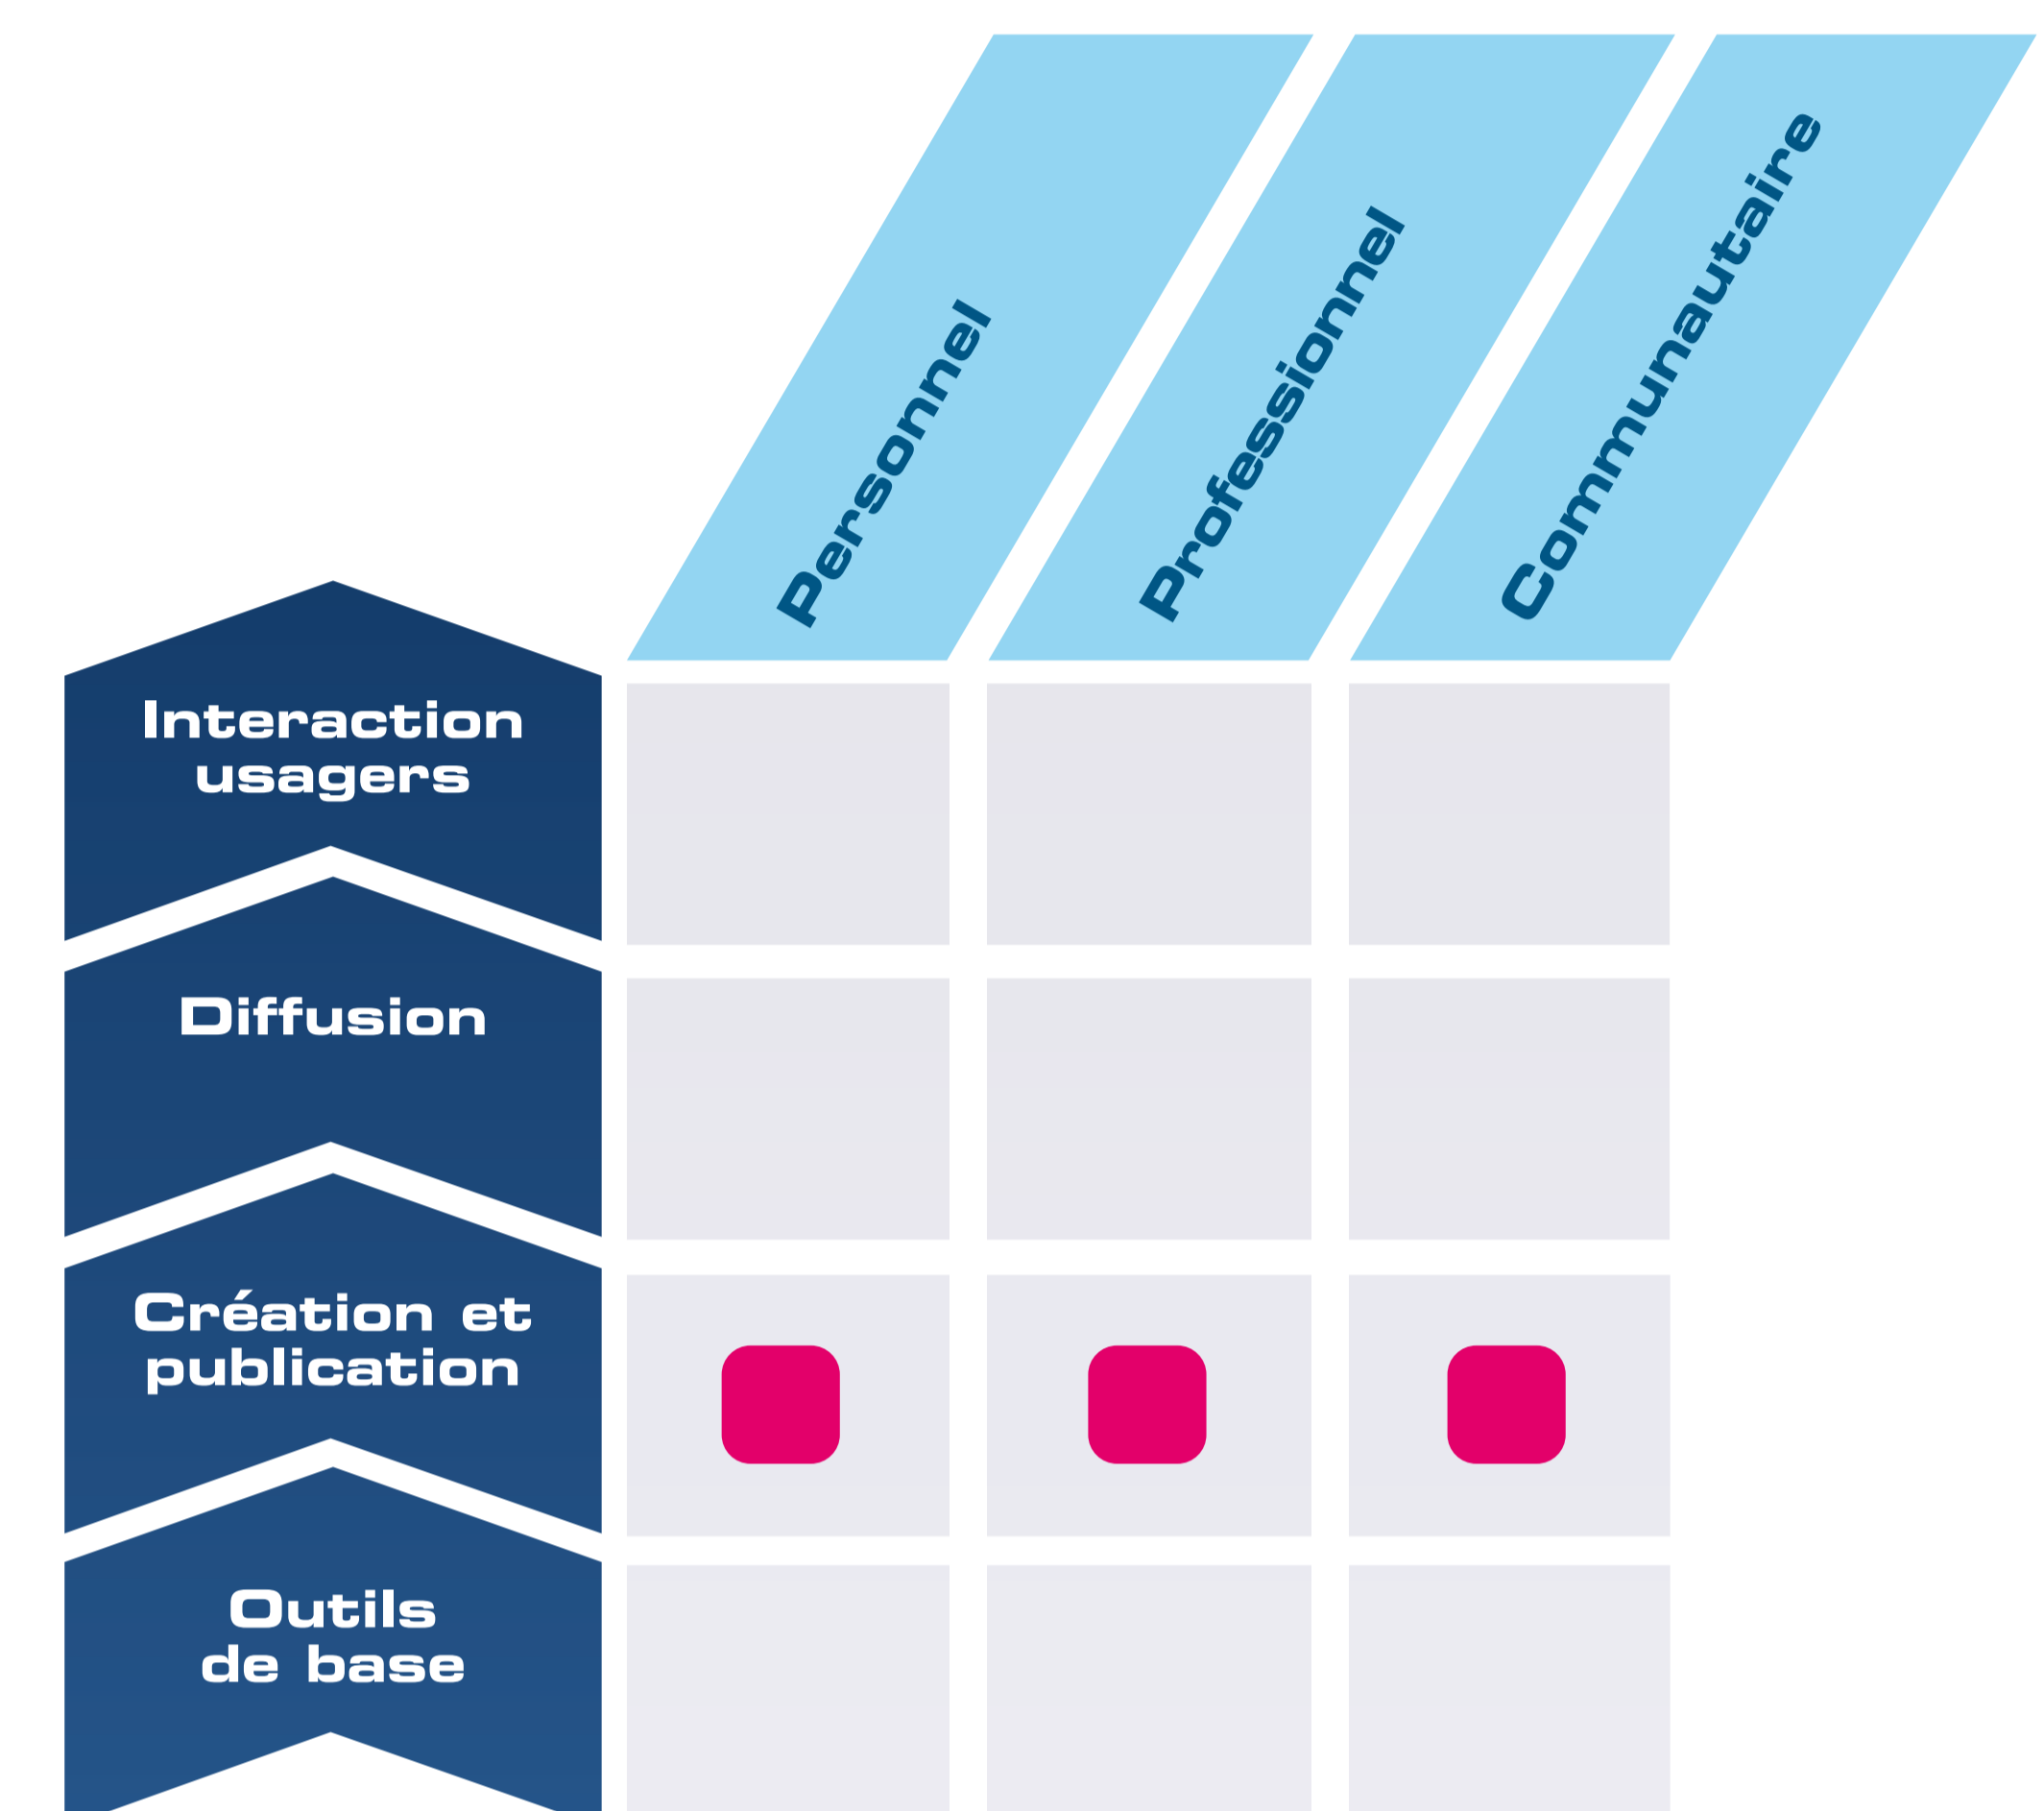 Personnel
Professionnel
Communautaire
Interaction
usagers
Diffusion
Création et
publication
Outils
de base